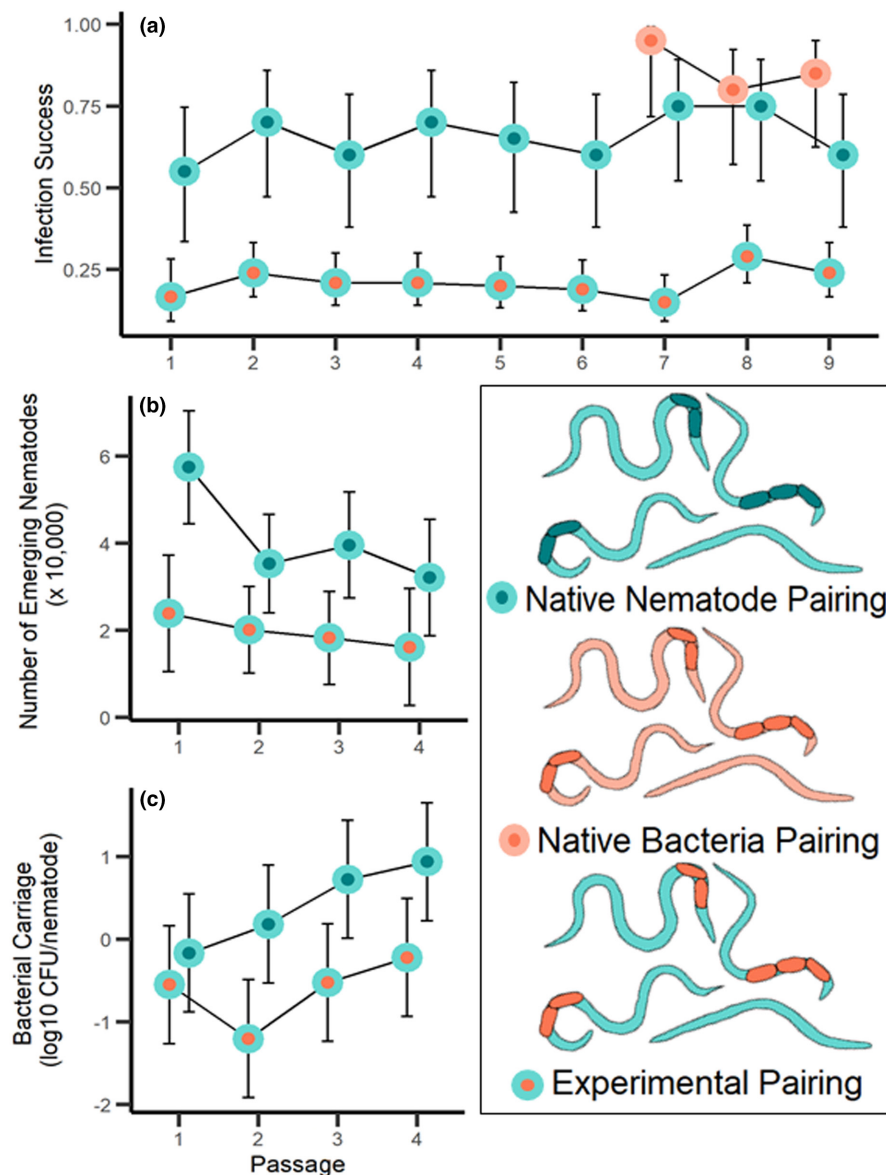 (a)
Infection Success
1.00
0.75
0.50
0.25
1 2 3 4 5 6 7 8 9
(b)
Number of Emerging Nematodes
(x 10,000)
6
4
2
0
1 2 3 4
(c)
Bacterial Carriage
(log10 CFU/nematode)
1
0
-1
-2
1 2 3 4
Passage
Native Nematode Pairing
Native Bacteria Pairing
Experimental Pairing